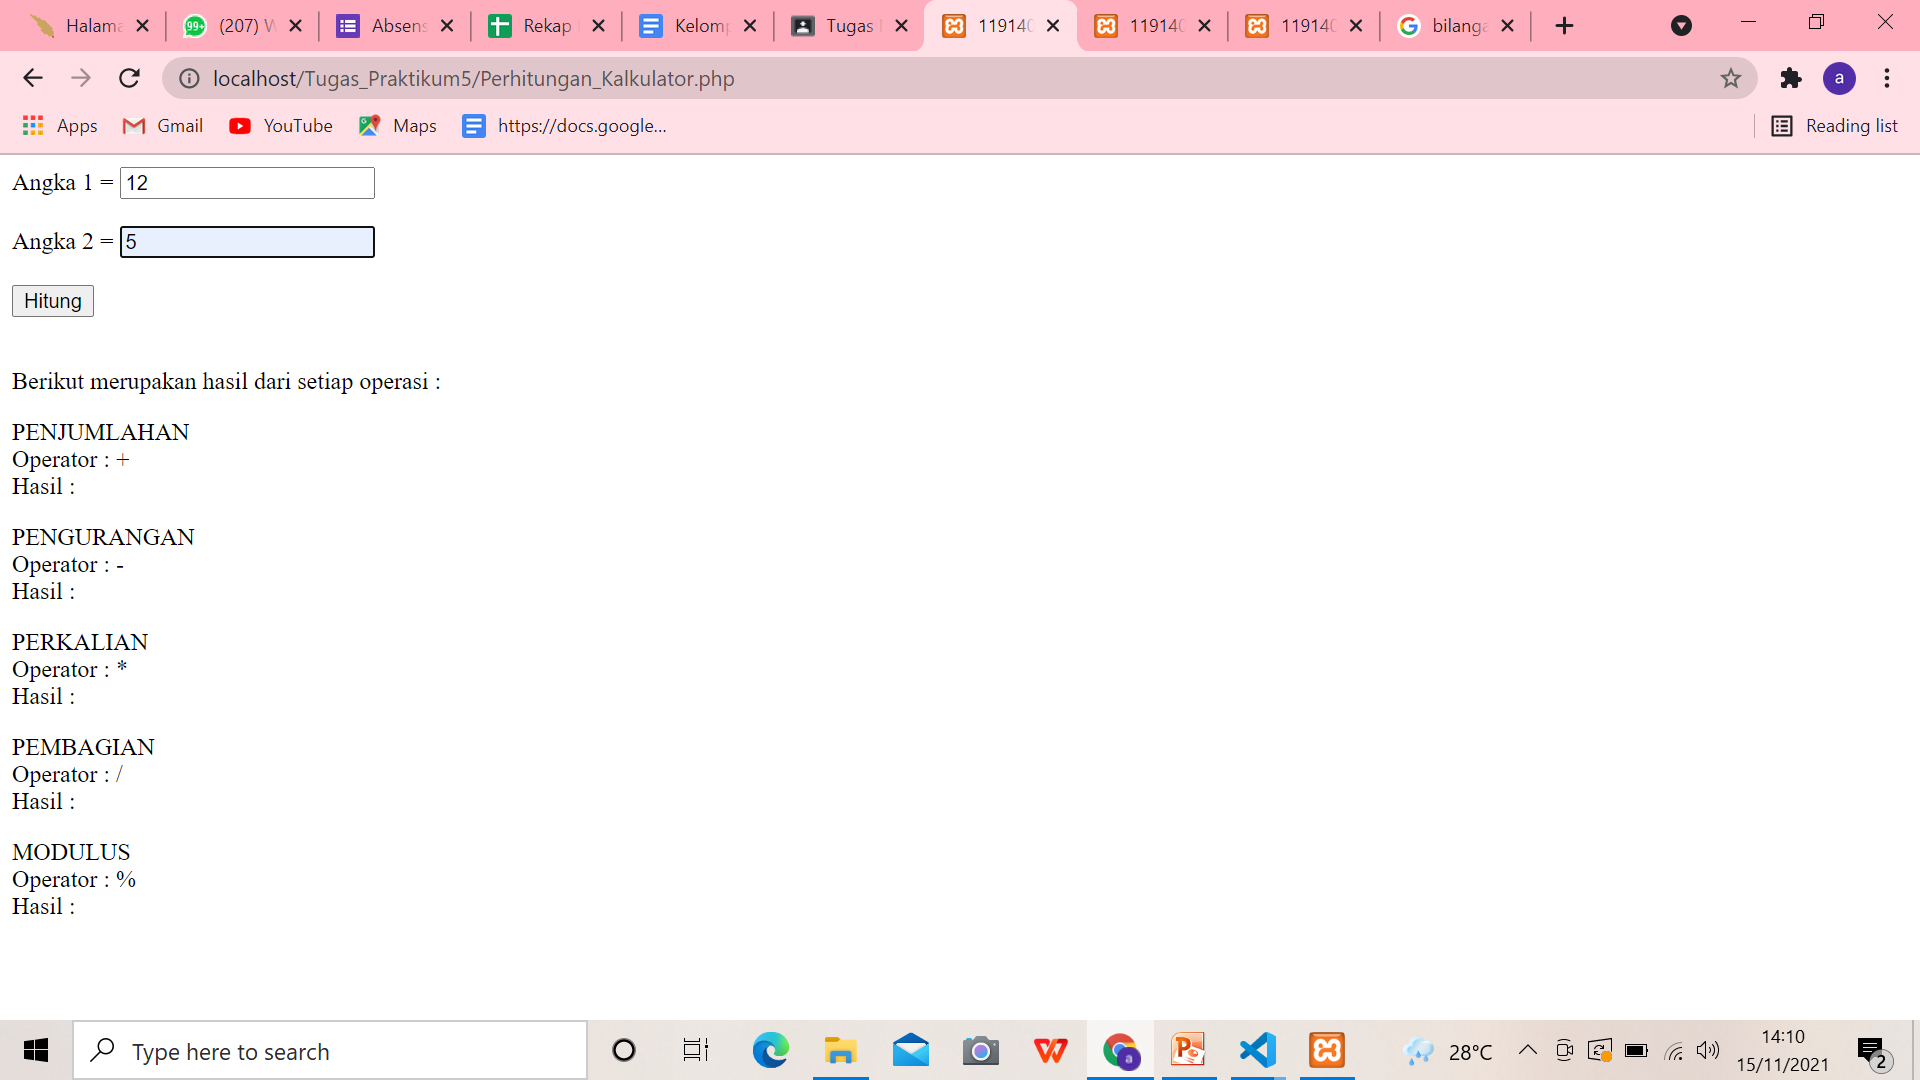 Halama
(207) W
Absens
Rekap
Kelomp
Tugas
119140
119140
119140
bilanga
localhost/Tugas_Praktikum5/Perhitungan_Kalkulator.php
a
Apps
Gmail
YouTube
Maps
https://docs.google...
Reading list
Angka 1 = 12
Angka 2 = 5
Hitung
Berikut merupakan hasil dari setiap operasi :
PENJUMLAHAN
Operator : +
Hasil :
PENGURANGAN
Operator : -
Hasil :
PERKALIAN
Operator : *
Hasil :
PEMBAGIAN
Operator : /
Hasil :
MODULUS
Operator : %
Hasil :
Type here to search
28°C
14:10
15/11/2021
2